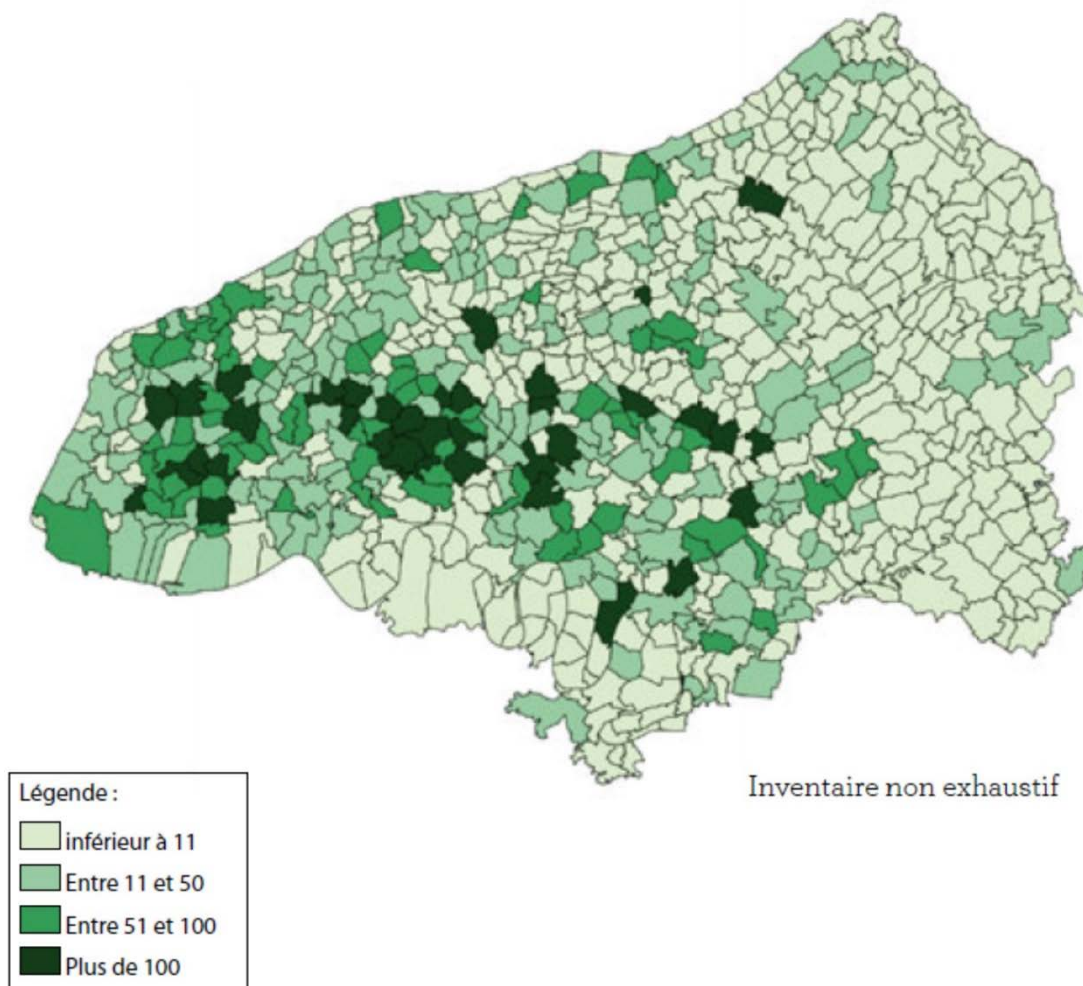 Inventaire non exhaustif
Légende :
inférieur à 11
Entre 11 et 50
Entre 51 et 100
Plus de 100